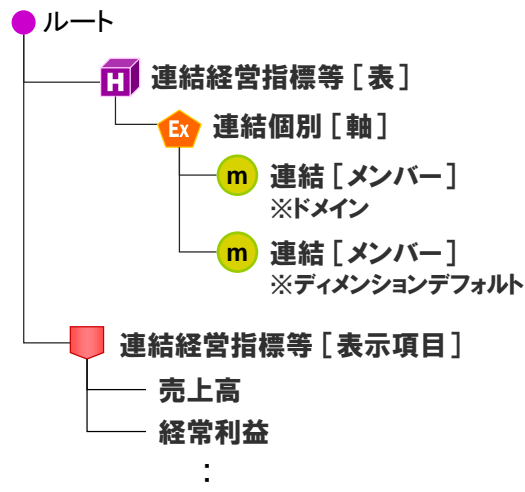 ルート
H 連結経営指標等［表］
Ex 連結個別［軸］
m 連結［メンバー］
※ドメイン
m 連結［メンバー］
※ディメンションデフォルト
連結経営指標等［表示項目］
売上高
経常利益
：